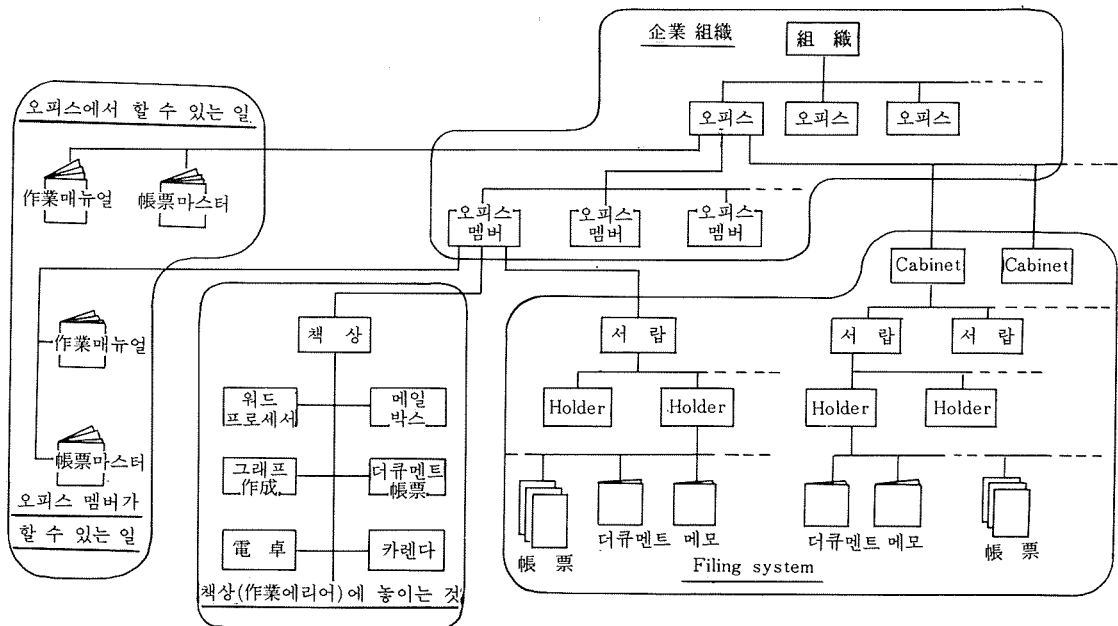 企業 組織
組 織
오피스
오피스
오피스
오피스에서 할 수 있는 일
作業매뉴얼
帳票마스터
오피스
멤버
오피스
멤버
오피스
멤버
Cabinet
Cabinet
作業매뉴얼
帳票마스터
오피스 멤버가
할 수 있는 일
책 상
워드
프로세서
메일
박스
그래프
作成
더큐멘트
帳票
電 卓
카렌다
책상(作業에리어)에 놓이는 것
서 랍
서 랍
서 랍
Holder
Holder
Holder
Holder
더큐멘트
메모
帳 票
더큐멘트
메모
帳 票
Filing system